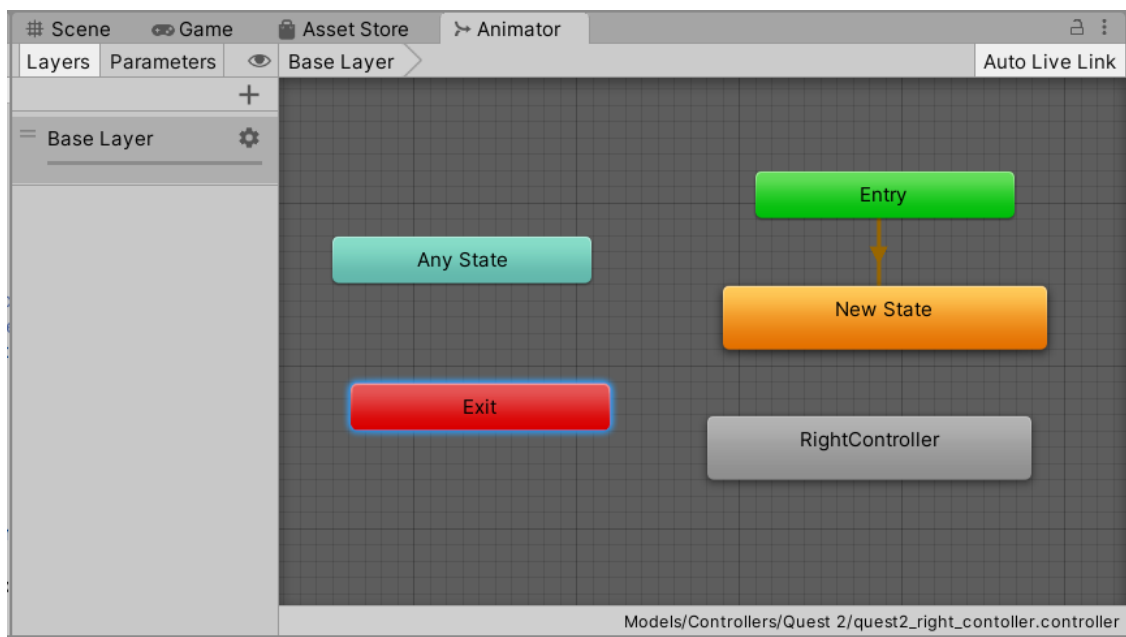 Scene Game Asset Store Animator
Layers Parameters Base Layer Auto Live Link
Base Layer
Entry
Any State
New State
Exit
RightController
Models/Controllers/Quest 2/quest2_right_contoller.controller